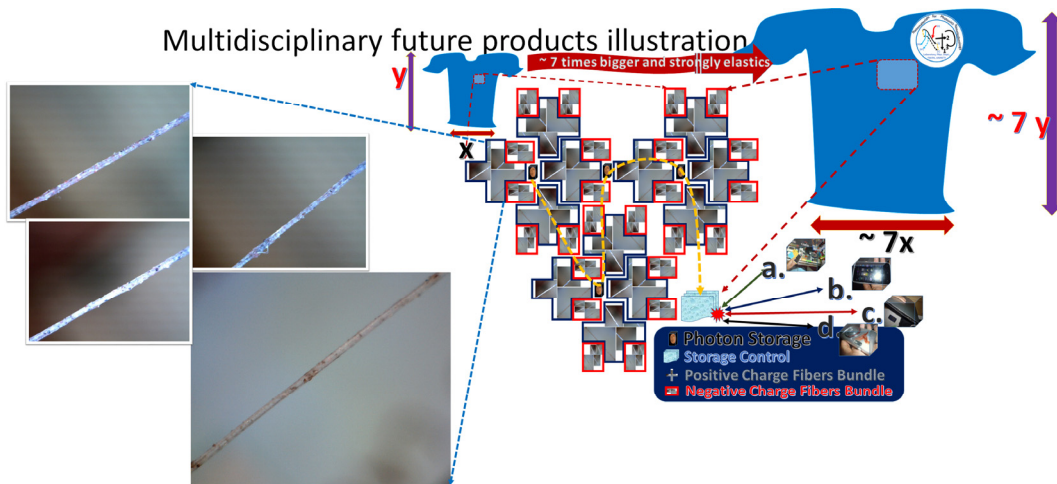 Multidisciplinary future products illustration
~ 7 times bigger and strongly elastics
y
x
~ 7 y
~ 7x
a.
b.
c.
d.
Photon Storage
Storage Control
Positive Charge Fibers Bundle
Negative Charge Fibers Bundle